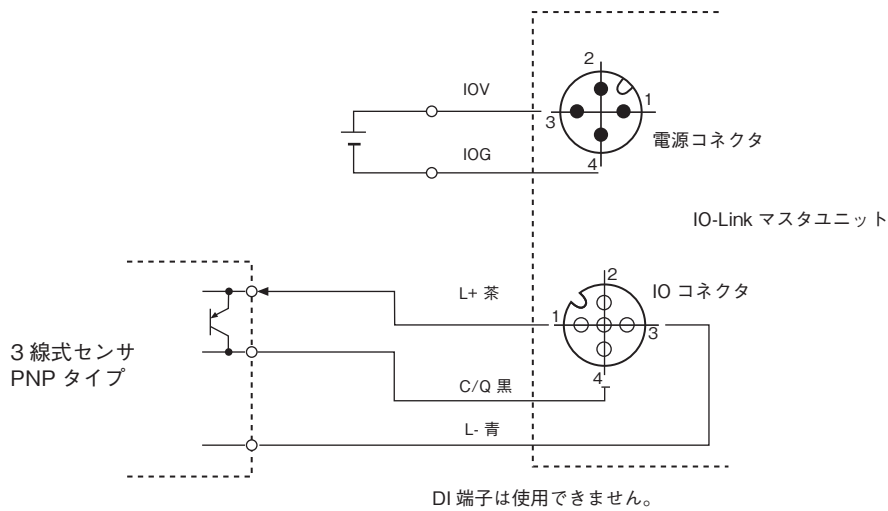 2
IOV
1
3
電源コネクタ
IOG
4
IO-Link マスタユニット
2
L+ 茶
IO コネクタ
1
3
3 線式センサ
PNP タイプ
4
C/Q 黒
L- 青
DI 端子は使用できません。